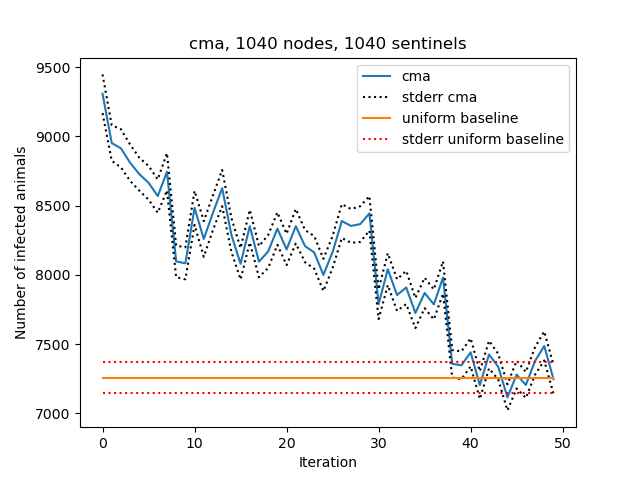 cma, 1040 nodes, 1040 sentinels
cma
stderr cma
uniform baseline
stderr uniform baseline
Number of infected animals
9500
9000
8500
8000
7500
7000
0 10 20 30 40 50
Iteration